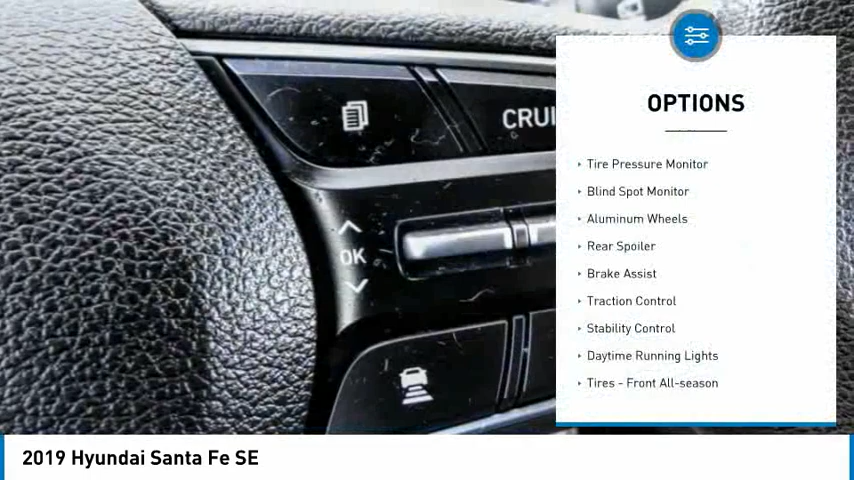 CRUI
OK
OPTIONS
Tire Pressure Monitor
Blind Spot Monitor
Aluminum Wheels
Rear Spoiler
Brake Assist
Traction Control
Stability Control
Daytime Running Lights
Tires - Front All-season
2019 Hyundai Santa Fe SE